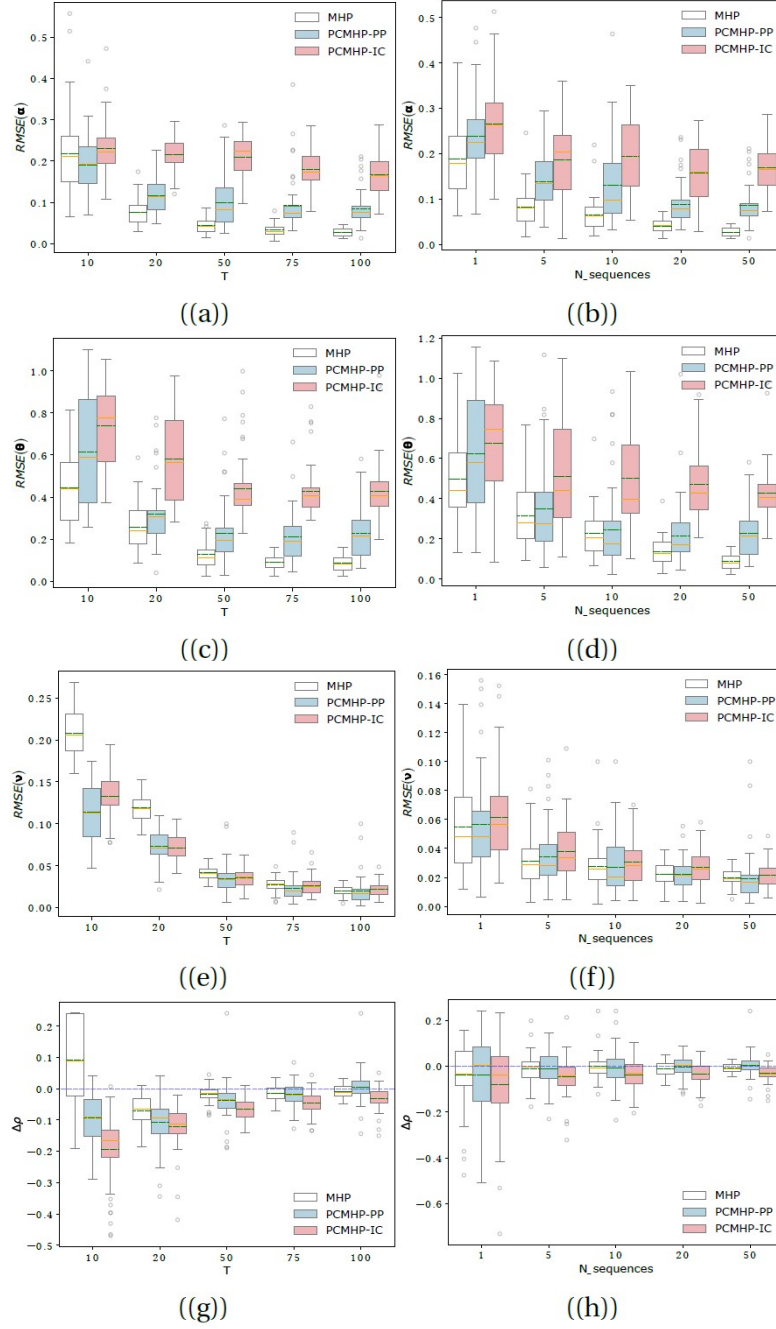 MHP
PCMHP-PP
PCMHP-IC
RMSE(α)
0.5
0.4
0.3
0.2
0.1
0.0
10 20 50 75 100
T
((a))
MHP
PCMHP-PP
PCMHP-IC
RMSE(α)
0.5
0.4
0.3
0.2
0.1
0.0
1 5 10 20 50
N_sequences
((b))
MHP
PCMHP-PP
PCMHP-IC
RMSE(θ)
1.0
0.8
0.6
0.4
0.2
0.0
10 20 50 75 100
T
((c))
MHP
PCMHP-PP
PCMHP-IC
RMSE(θ)
1.2
1.0
0.8
0.6
0.4
0.2
0.0
1 5 10 20 50
N_sequences
((d))
MHP
PCMHP-PP
PCMHP-IC
RMSE(ν)
0.25
0.20
0.15
0.10
0.05
0.00
10 20 50 75 100
T
((e))
MHP
PCMHP-PP
PCMHP-IC
RMSE(ν)
0.16
0.14
0.12
0.10
0.08
0.06
0.04
0.02
0.00
1 5 10 20 50
N_sequences
((f))
Δρ
0.2
0.1
0.0
−0.1
−0.2
−0.3
−0.4
−0.5
MHP
PCMHP-PP
PCMHP-IC
10 20 50 75 100
T
((g))
Δρ
0.2
0.0
−0.2
−0.4
−0.6
MHP
PCMHP-PP
PCMHP-IC
1 5 10 20 50
N_sequences
((h))